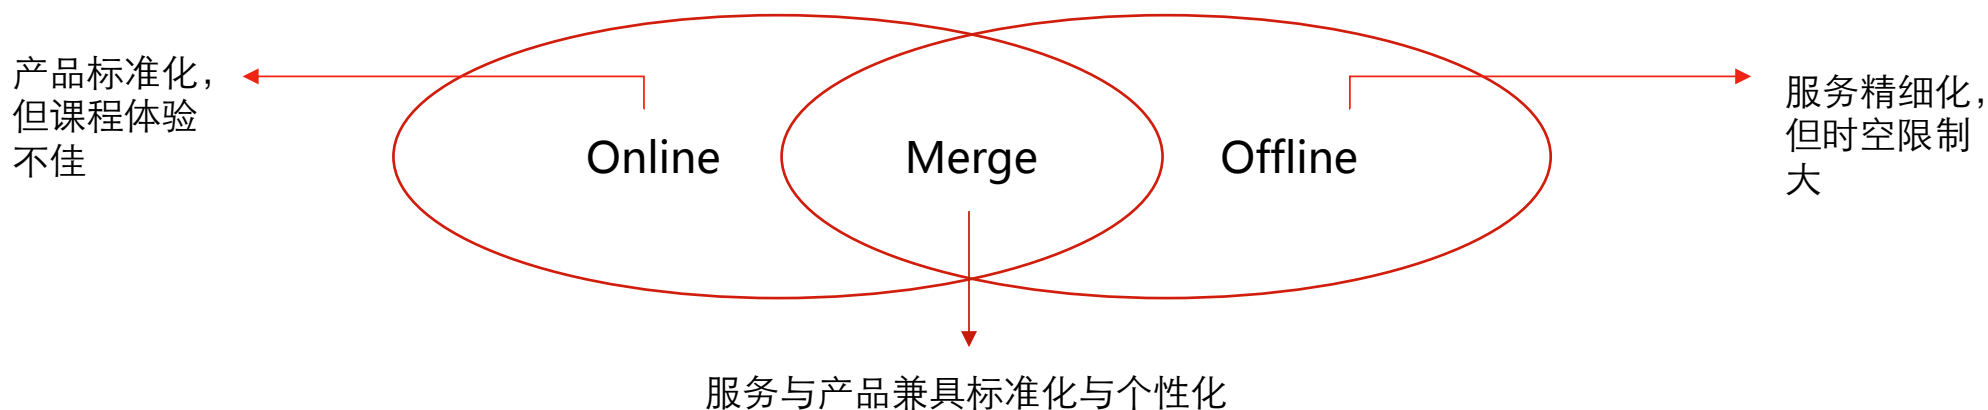 产品标准化，
但课程体验
不佳
Online
Merge
Offline
服务精细化，
但时空限制
大
服务与产品兼具标准化与个性化